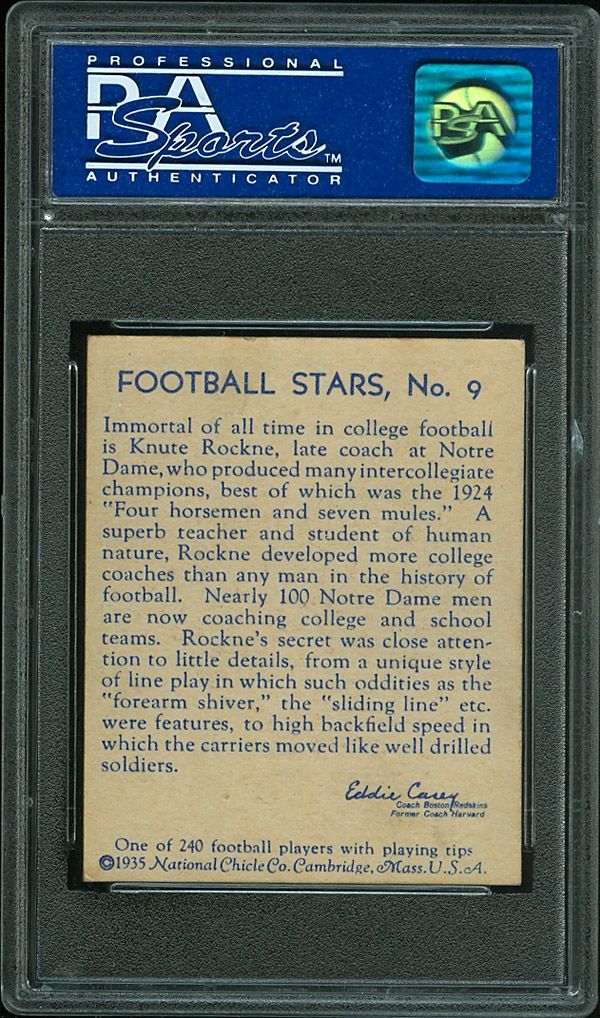 PROFESSIONAL
PSA
Sports™
AUTHENTICATOR
PSA
FOOTBALL STARS, No. 9
Immortal of all time in college football
is Knute Rockne, late coach at Notre
Dame, who produced many intercollegiate
champions, best of which was the 1924
"Four horsemen and seven mules." A
superb teacher and student of human
nature, Rockne developed more college
coaches than any man in the history of
football. Nearly 100 Notre Dame men
are now coaching college and school
teams. Rockne's secret was close atten-
tion to little details, from a unique style
of line play in which such oddities as the
"forearm shiver," the "sliding line" etc.
were features, to high backfield speed in
which the carriers moved like well drilled
soldiers.
Eddie Casey
Coach Boston Redskins
Former Coach Harvard
One of 240 football players with playing tips
©1935 National Chicle Co. Cambridge, Mass. U.S.A.